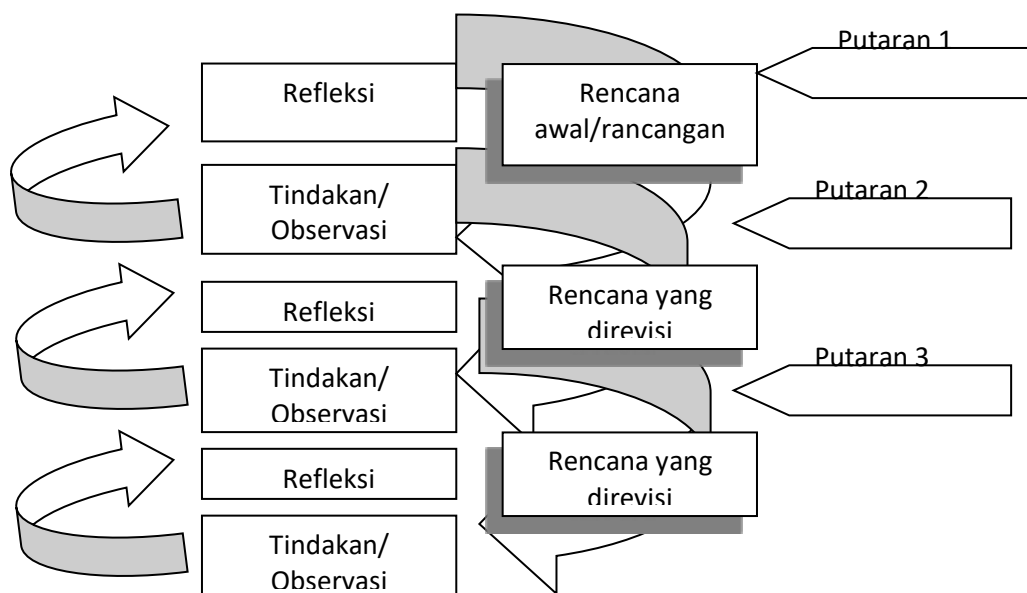 Putaran 1
Refleksi
Rencana
awal/rancangan
Tindakan/
Observasi
Putaran 2
Refleksi
Rencana yang
direvisi
Tindakan/
Observasi
Putaran 3
Refleksi
Rencana yang
direvisi
Tindakan/
Observasi